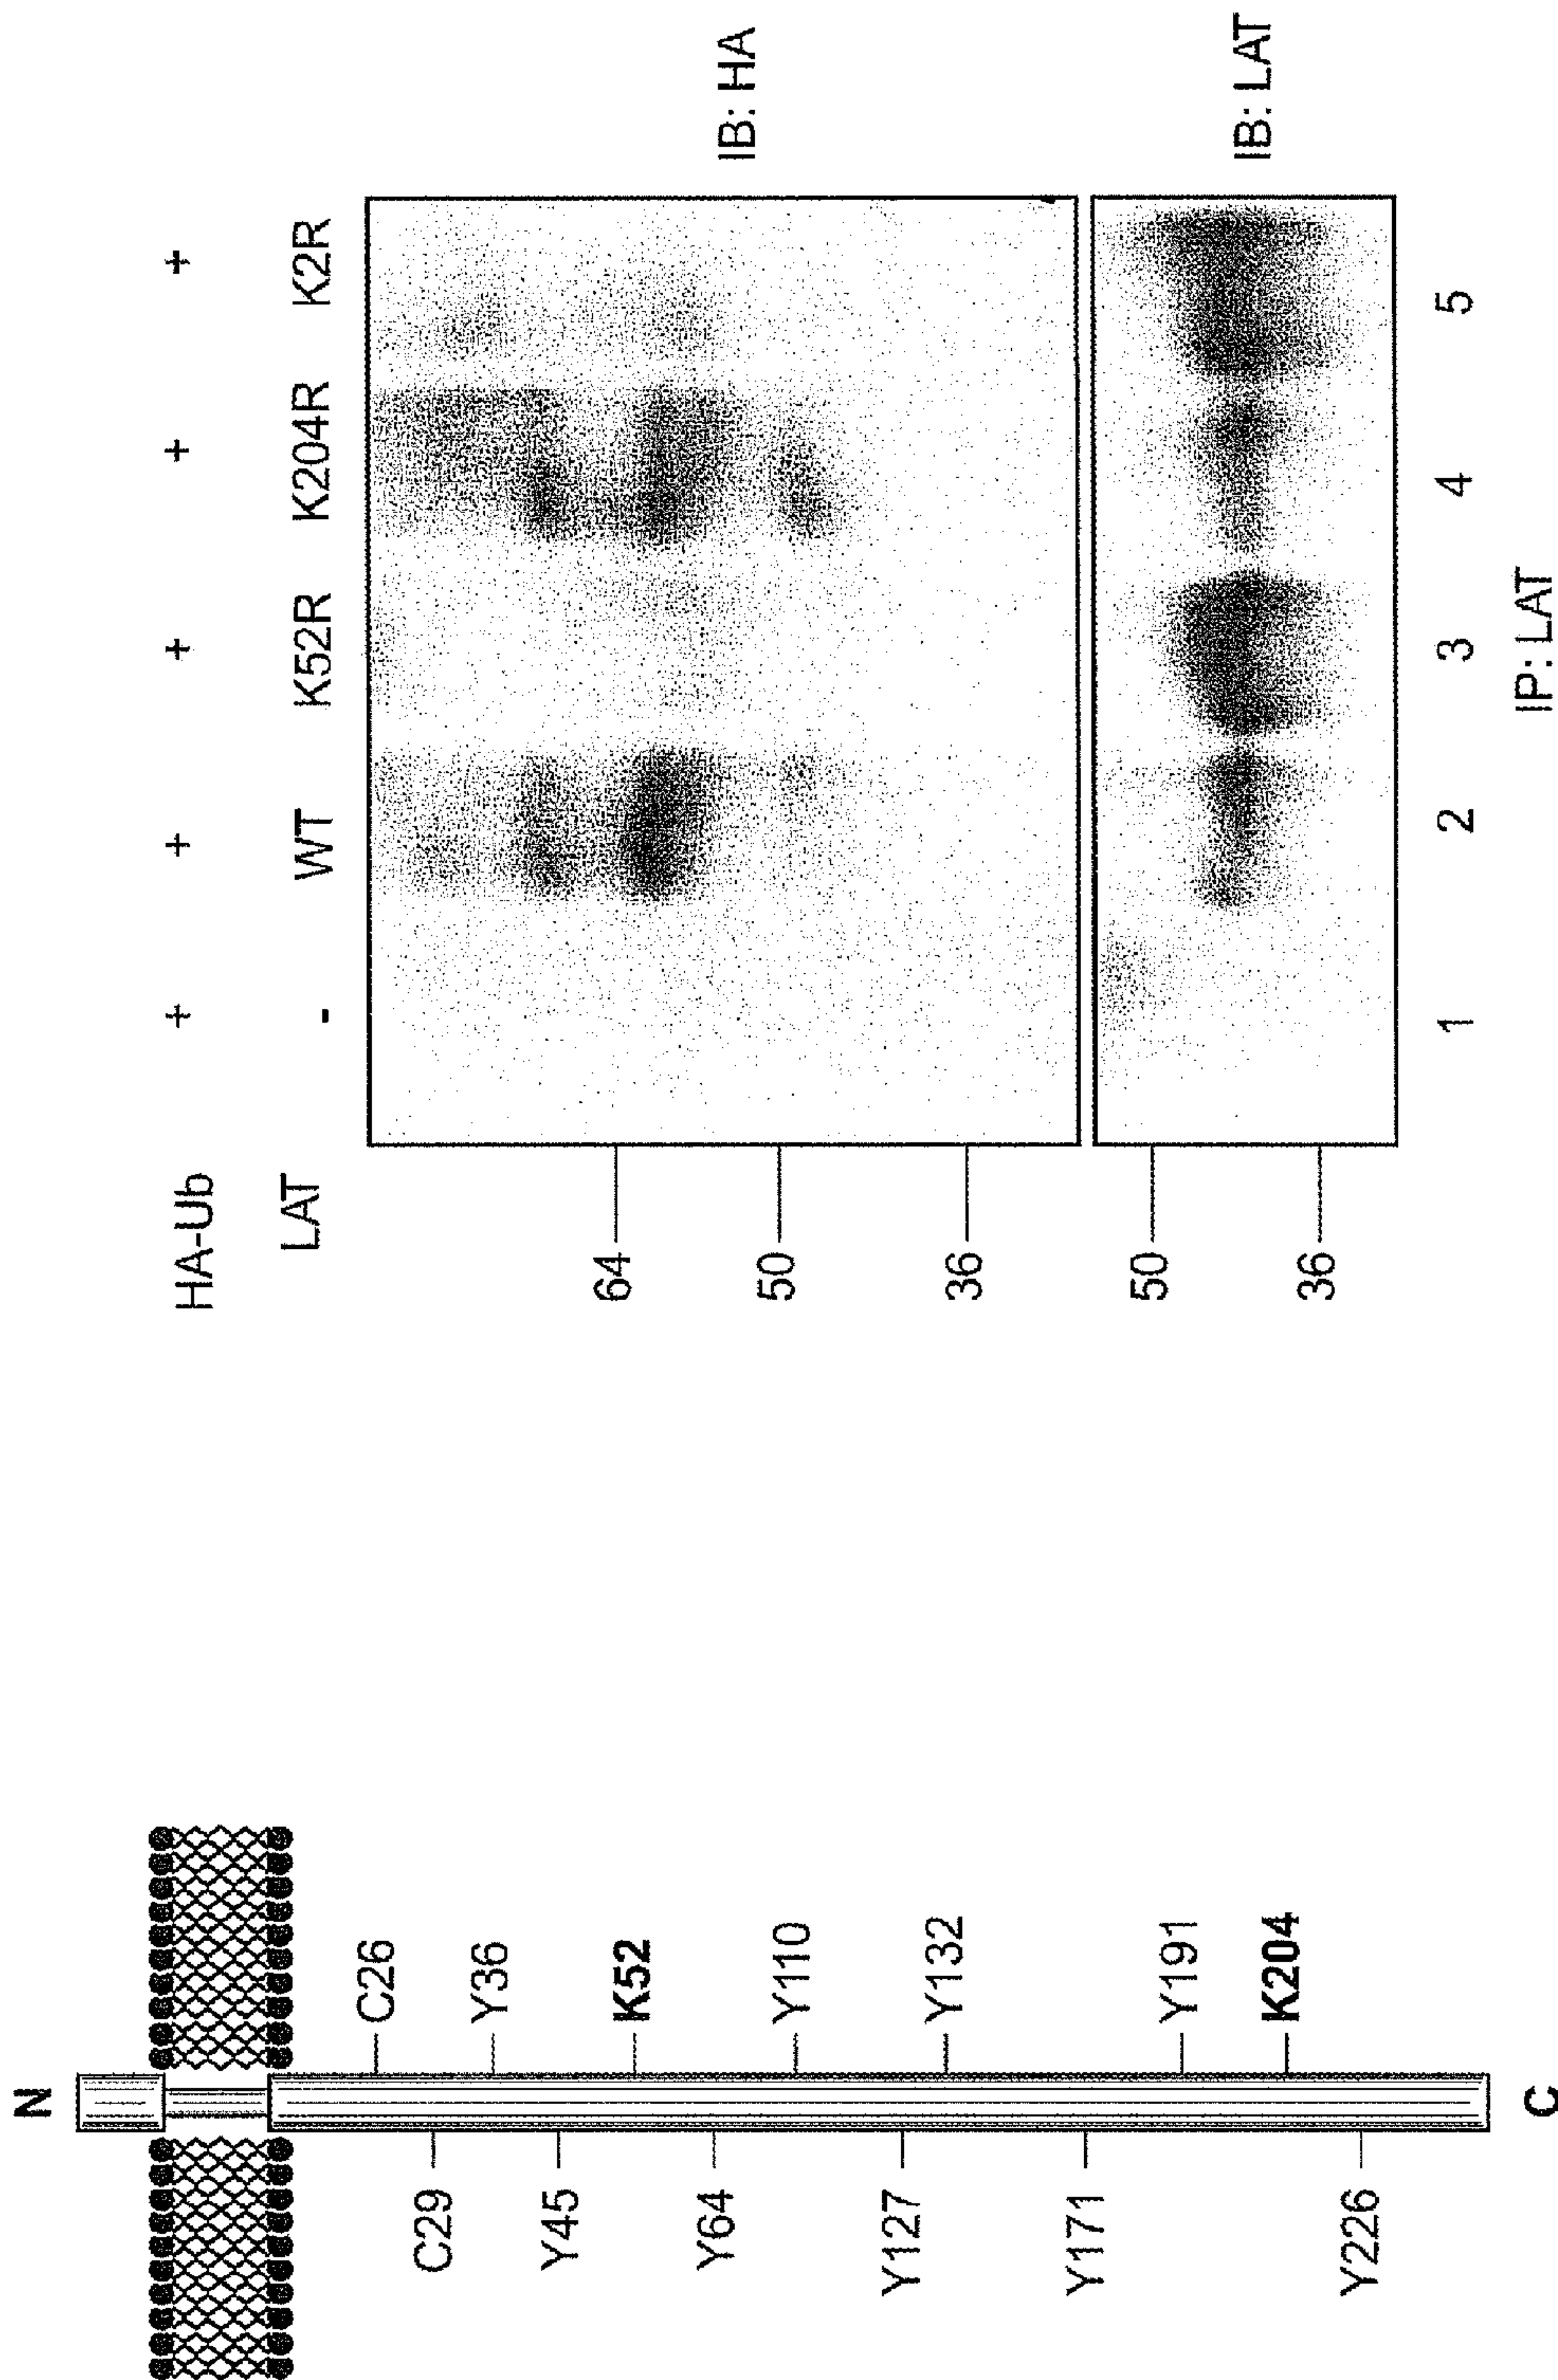 N
C26
C29
Y36
Y45
K52
Y64
Y110
Y127
Y132
Y171
Y191
K204
Y226
C
HA-Ub + + + + +
LAT - WT K52R K204R K2R
64
50
36
IB: HA
50
36
IB: LAT
1 2 3 4 5
IP: LAT